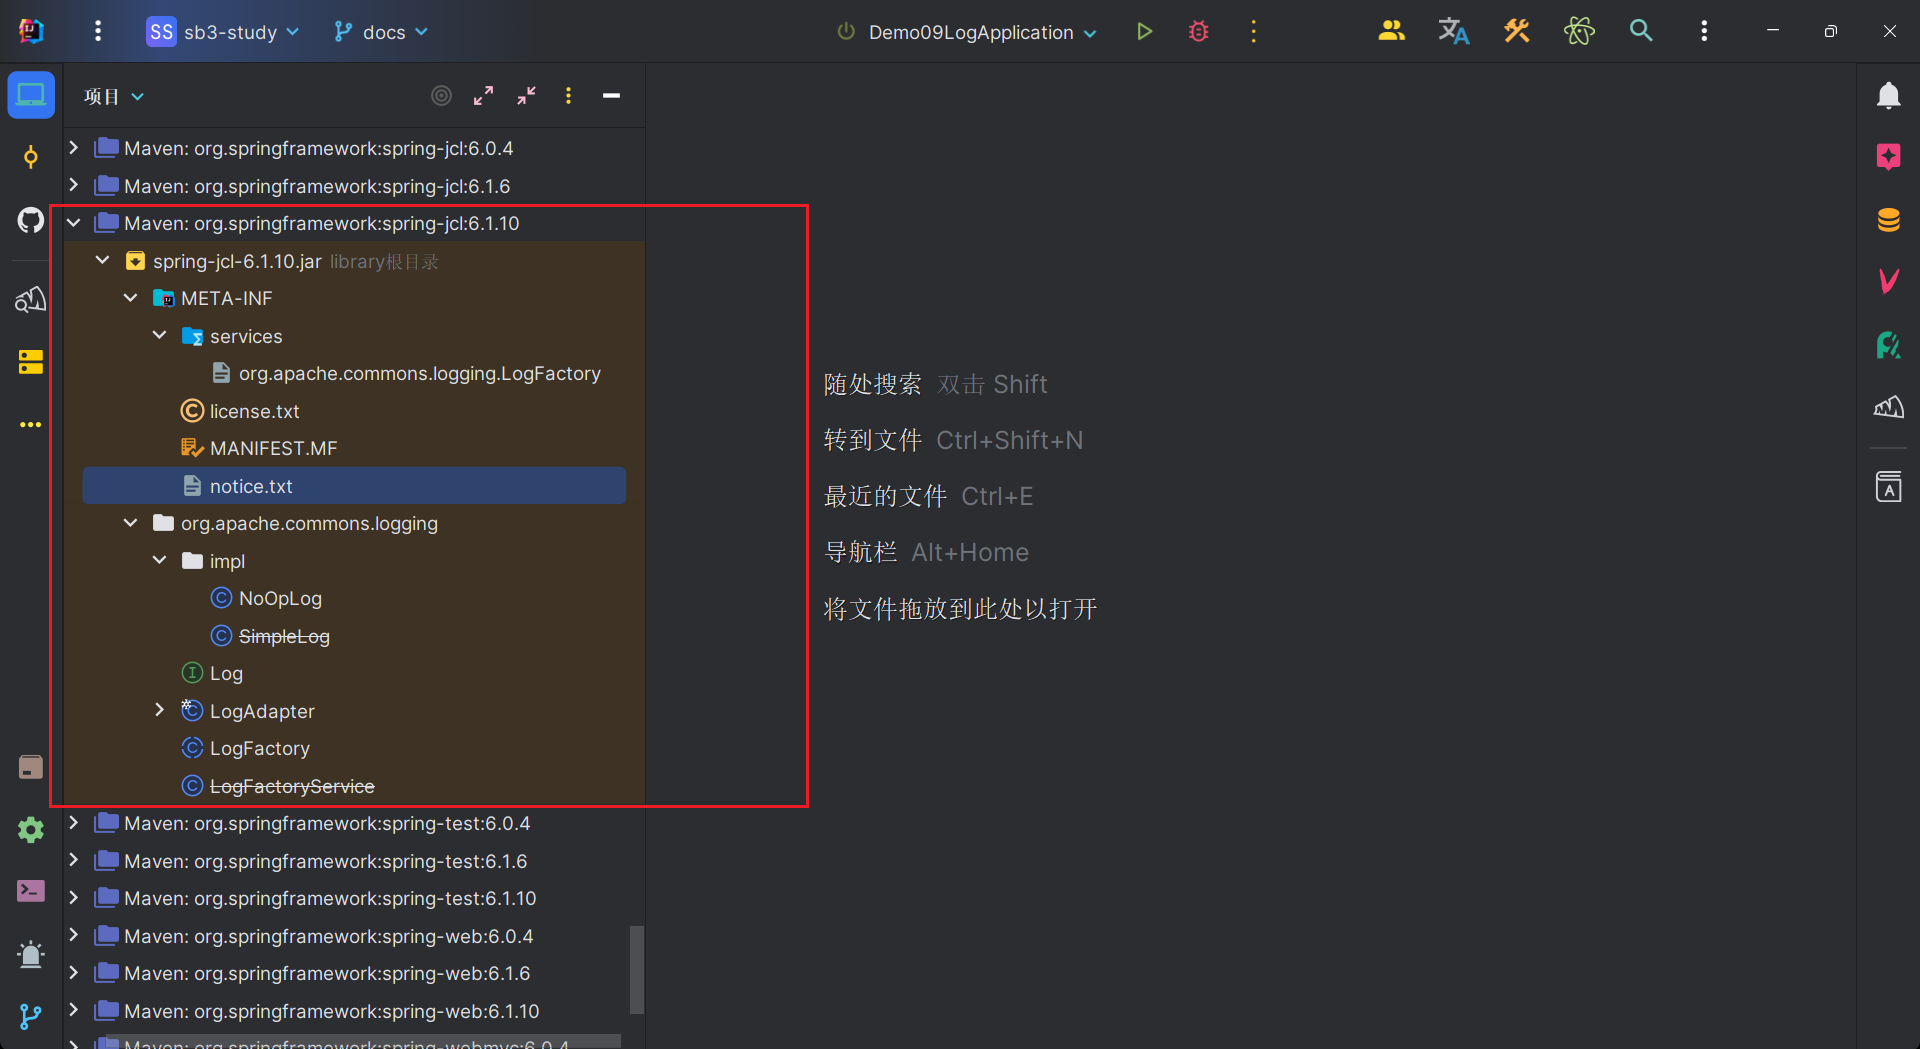 SS sb3-study docs Demo09LogApplication
项目
Maven: org.springframework:spring-jcl:6.0.4
Maven: org.springframework:spring-jcl:6.1.6
Maven: org.springframework:spring-jcl:6.1.10
spring-jcl-6.1.10.jar library根目录
META-INF
services
org.apache.commons.logging.LogFactory
license.txt
MANIFEST.MF
notice.txt
org.apache.commons.logging
impl
NoOpLog
SimpleLog
Log
LogAdapter
LogFactory
LogFactoryService
Maven: org.springframework:spring-test:6.0.4
Maven: org.springframework:spring-test:6.1.6
Maven: org.springframework:spring-test:6.1.10
Maven: org.springframework:spring-web:6.0.4
Maven: org.springframework:spring-web:6.1.6
Maven: org.springframework:spring-web:6.1.10
Maven: org.springframework:spring-webmvc:6.0.4
随处搜索 双击 Shift
转到文件 Ctrl+Shift+N
最近的文件 Ctrl+E
导航栏 Alt+Home
将文件拖放到此处以打开